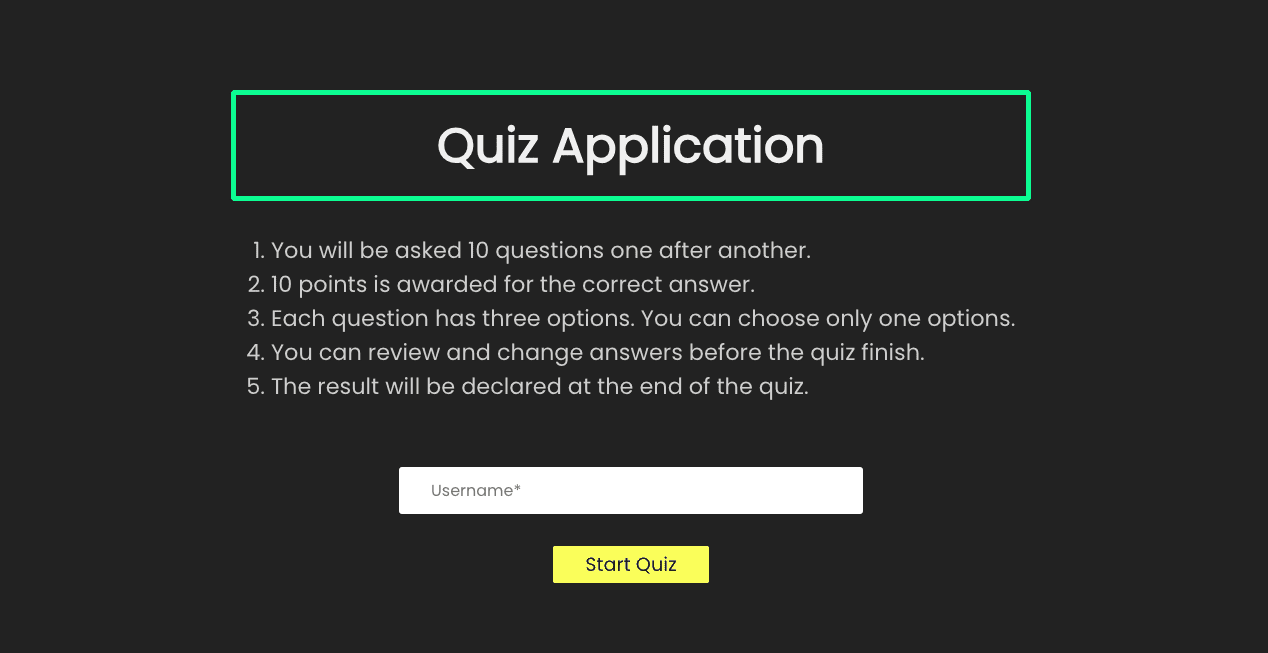 Quiz Application
1. You will be asked 10 questions one after another.
2. 10 points is awarded for the correct answer.
3. Each question has three options. You can choose only one options.
4. You can review and change answers before the quiz finish.
5. The result will be declared at the end of the quiz.
Username*
Start Quiz